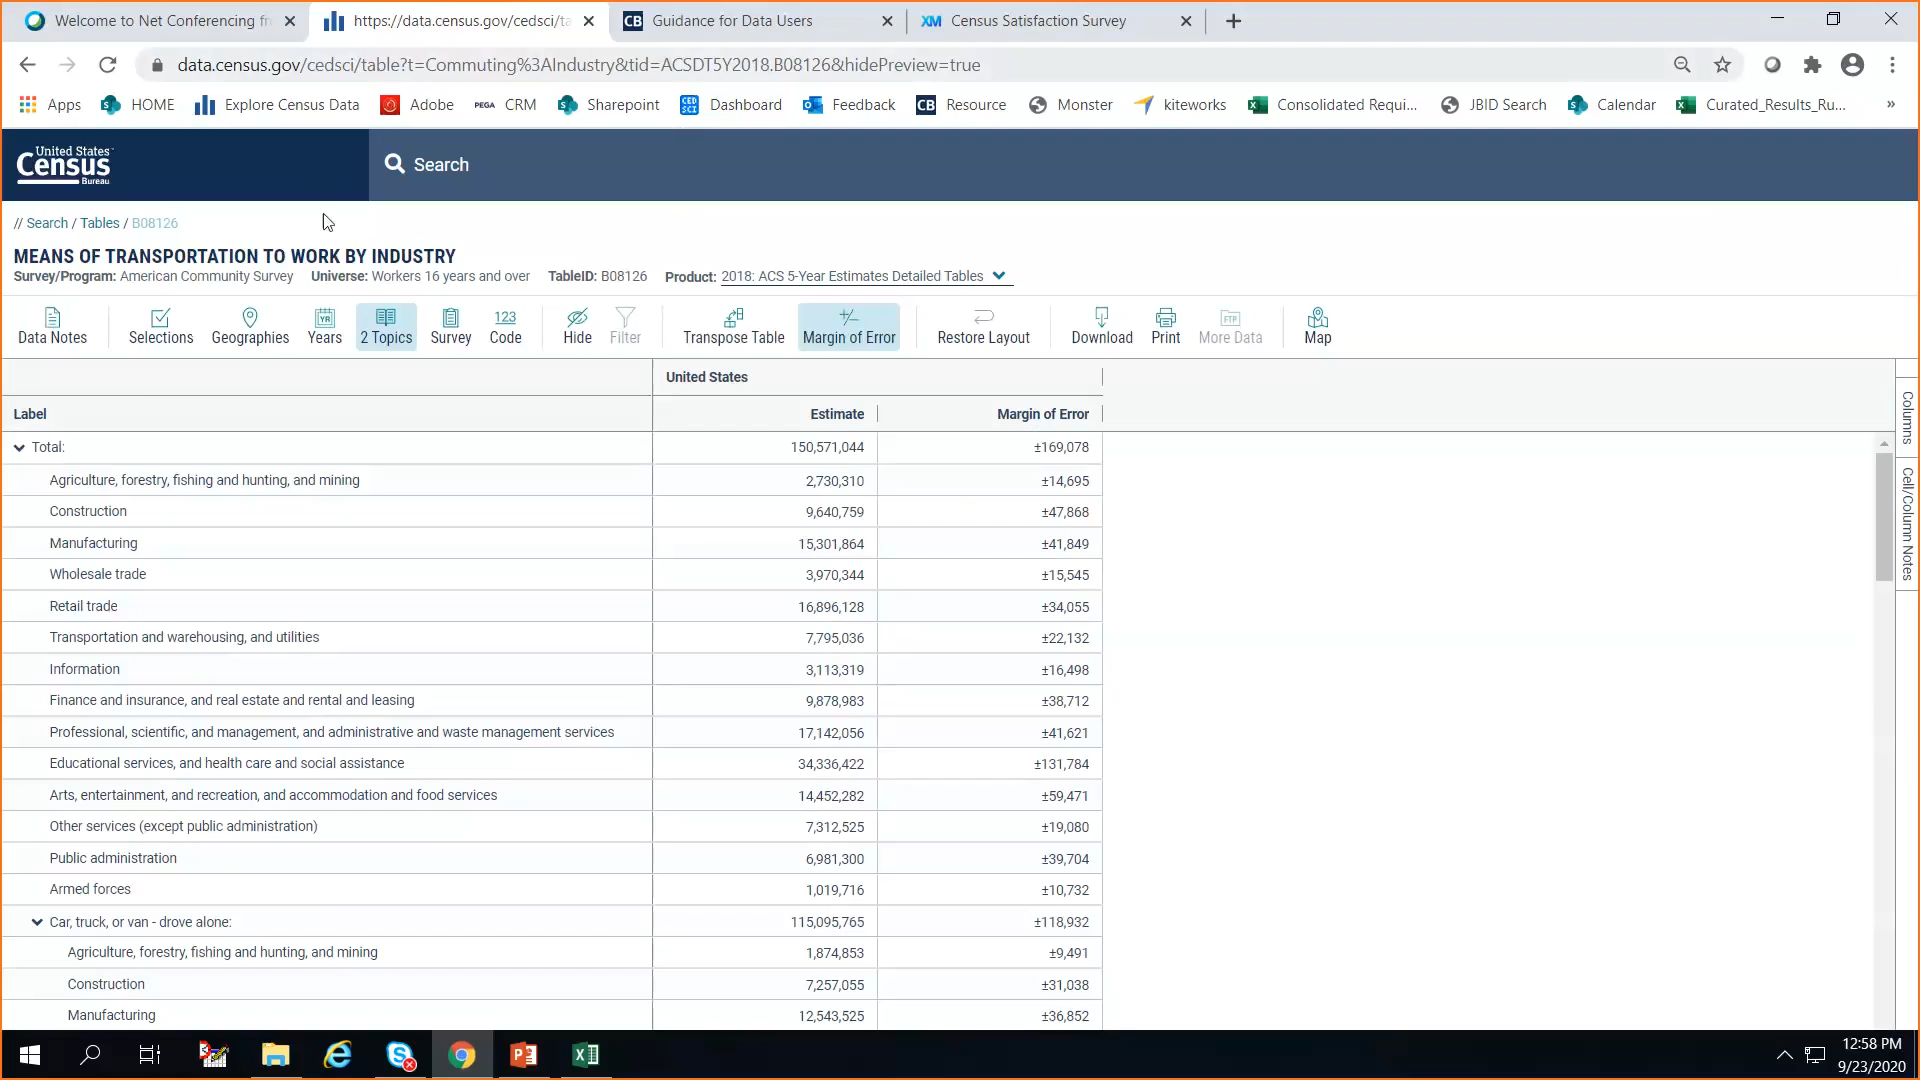 Welcome to Net Conferencing fr
https://data.census.gov/cedsci/ta
CB Guidance for Data Users
XM Census Satisfaction Survey
data.census.gov/cedsci/table?t=Commuting%3AIndustry&tid=ACSDT5Y2018.B08126&hidePreview=true
Apps HOME Explore Census Data Adobe PEGA CRM Sharepoint CED SCI Dashboard Feedback CB Resource Monster kiteworks Consolidated Requi... JBID Search Calendar Curated_Results_Ru... »
United States
Census
Bureau
Search
// Search / Tables / B08126
MEANS OF TRANSPORTATION TO WORK BY INDUSTRY
Survey/Program: American Community Survey Universe: Workers 16 years and over TableID: B08126 Product: 2018: ACS 5-Year Estimates Detailed Tables
YR 123 +/- FTP
Data Notes Selections Geographies Years 2 Topics Survey Code Hide Filter Transpose Table Margin of Error Restore Layout Download Print More Data Map
United States
Label Estimate Margin of Error
Total: 150,571,044 ±169,078
Agriculture, forestry, fishing and hunting, and mining 2,730,310 ±14,695
Construction 9,640,759 ±47,868
Manufacturing 15,301,864 ±41,849
Wholesale trade 3,970,344 ±15,545
Retail trade 16,896,128 ±34,055
Transportation and warehousing, and utilities 7,795,036 ±22,132
Information 3,113,319 ±16,498
Finance and insurance, and real estate and rental and leasing 9,878,983 ±38,712
Professional, scientific, and management, and administrative and waste management services 17,142,056 ±41,621
Educational services, and health care and social assistance 34,336,422 ±131,784
Arts, entertainment, and recreation, and accommodation and food services 14,452,282 ±59,471
Other services (except public administration) 7,312,525 ±19,080
Public administration 6,981,300 ±39,704
Armed forces 1,019,716 ±10,732
Car, truck, or van - drove alone: 115,095,765 ±118,932
Agriculture, forestry, fishing and hunting, and mining 1,874,853 ±9,491
Construction 7,257,055 ±31,038
Manufacturing 12,543,525 ±36,852
Columns
Cell/Column Notes
12:58 PM
9/23/2020